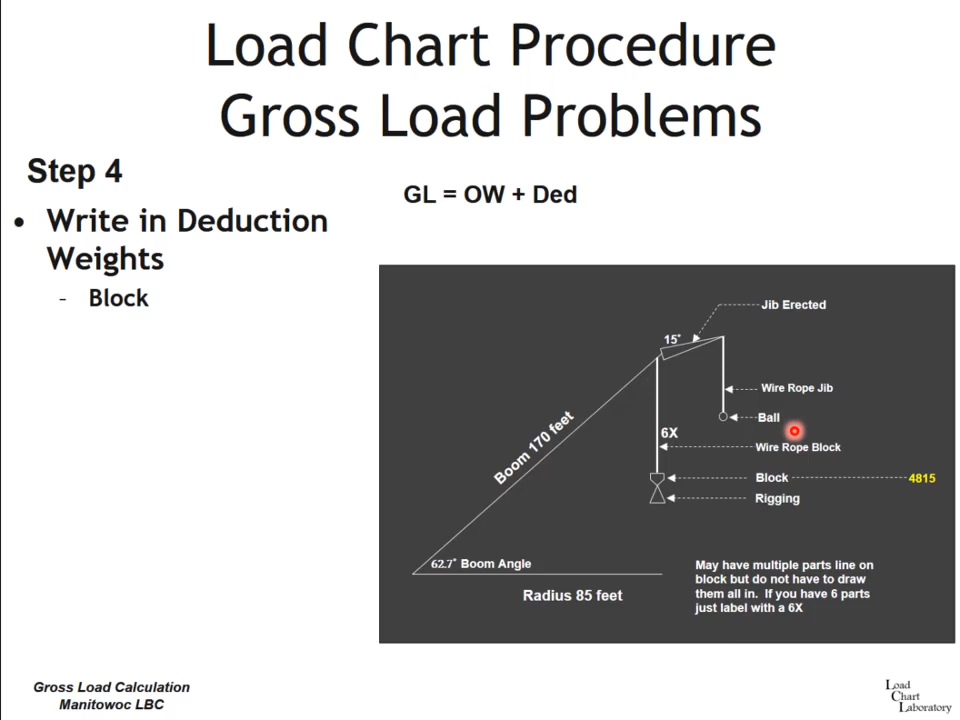 Load Chart Procedure
Gross Load Problems
Step 4
GL = OW + Ded
• Write in Deduction
Weights
- Block
Jib Erected
15°
Wire Rope Jib
Ball
Boom 170 feet
6X
Wire Rope Block
Block
4815
Rigging
62.7° Boom Angle
Radius 85 feet
May have multiple parts line on
block but do not have to draw
them all in. If you have 6 parts
just label with a 6X
Gross Load Calculation
Manitowoc LBC
Load
Chart
Laboratory